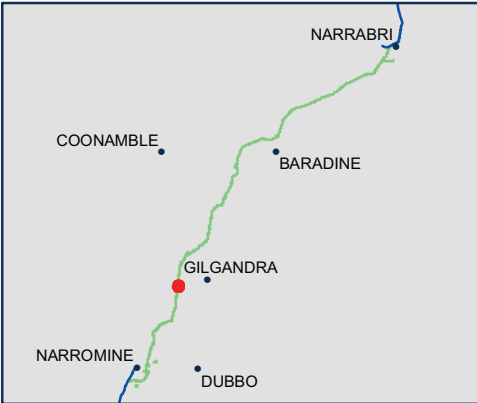 NARRABRI
COONAMBLE
BARADINE
GILGANDRA
NARROMINE
DUBBO